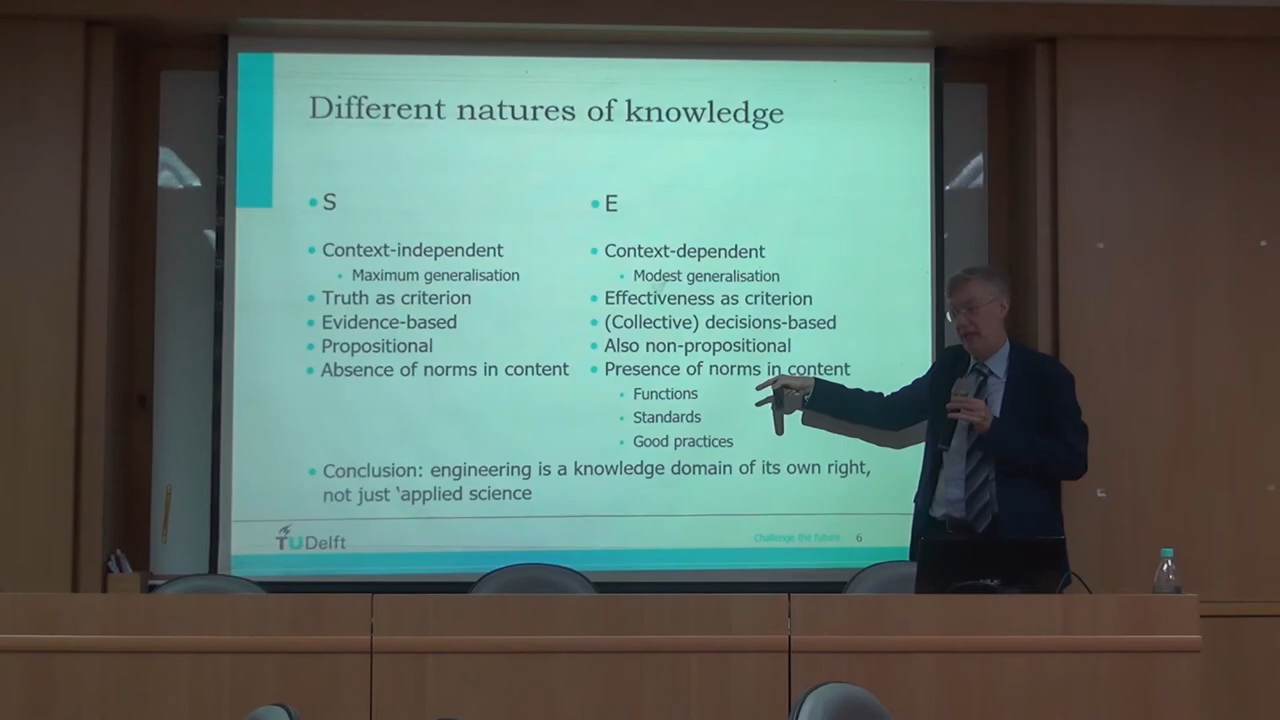 Different natures of knowledge
• S
• E
• Context-independent
• Maximum generalisation
• Truth as criterion
• Evidence-based
• Propositional
• Absence of norms in content
• Context-dependent
• Modest generalisation
• Effectiveness as criterion
• (Collective) decisions-based
• Also non-propositional
• Presence of norms in content
• Functions
• Standards
• Good practices
• Conclusion: engineering is a knowledge domain of its own right,
not just ‘applied science
TU Delft
Challenge the future 6